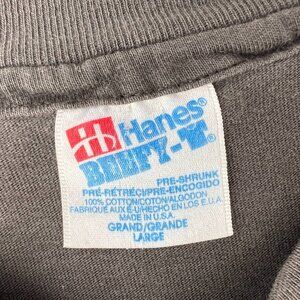 Hanes®
BEEFY-T®
PRE-SHRUNK
PRÉ-RÉTRÉCI/PRE-ENCOGIDO
100% COTTON/COTON/ALGODON
FABRIQUE AUX É-U/HECHO EN LOS E.U.A.
MADE IN U.S.A.
GRAND/GRANDE
LARGE